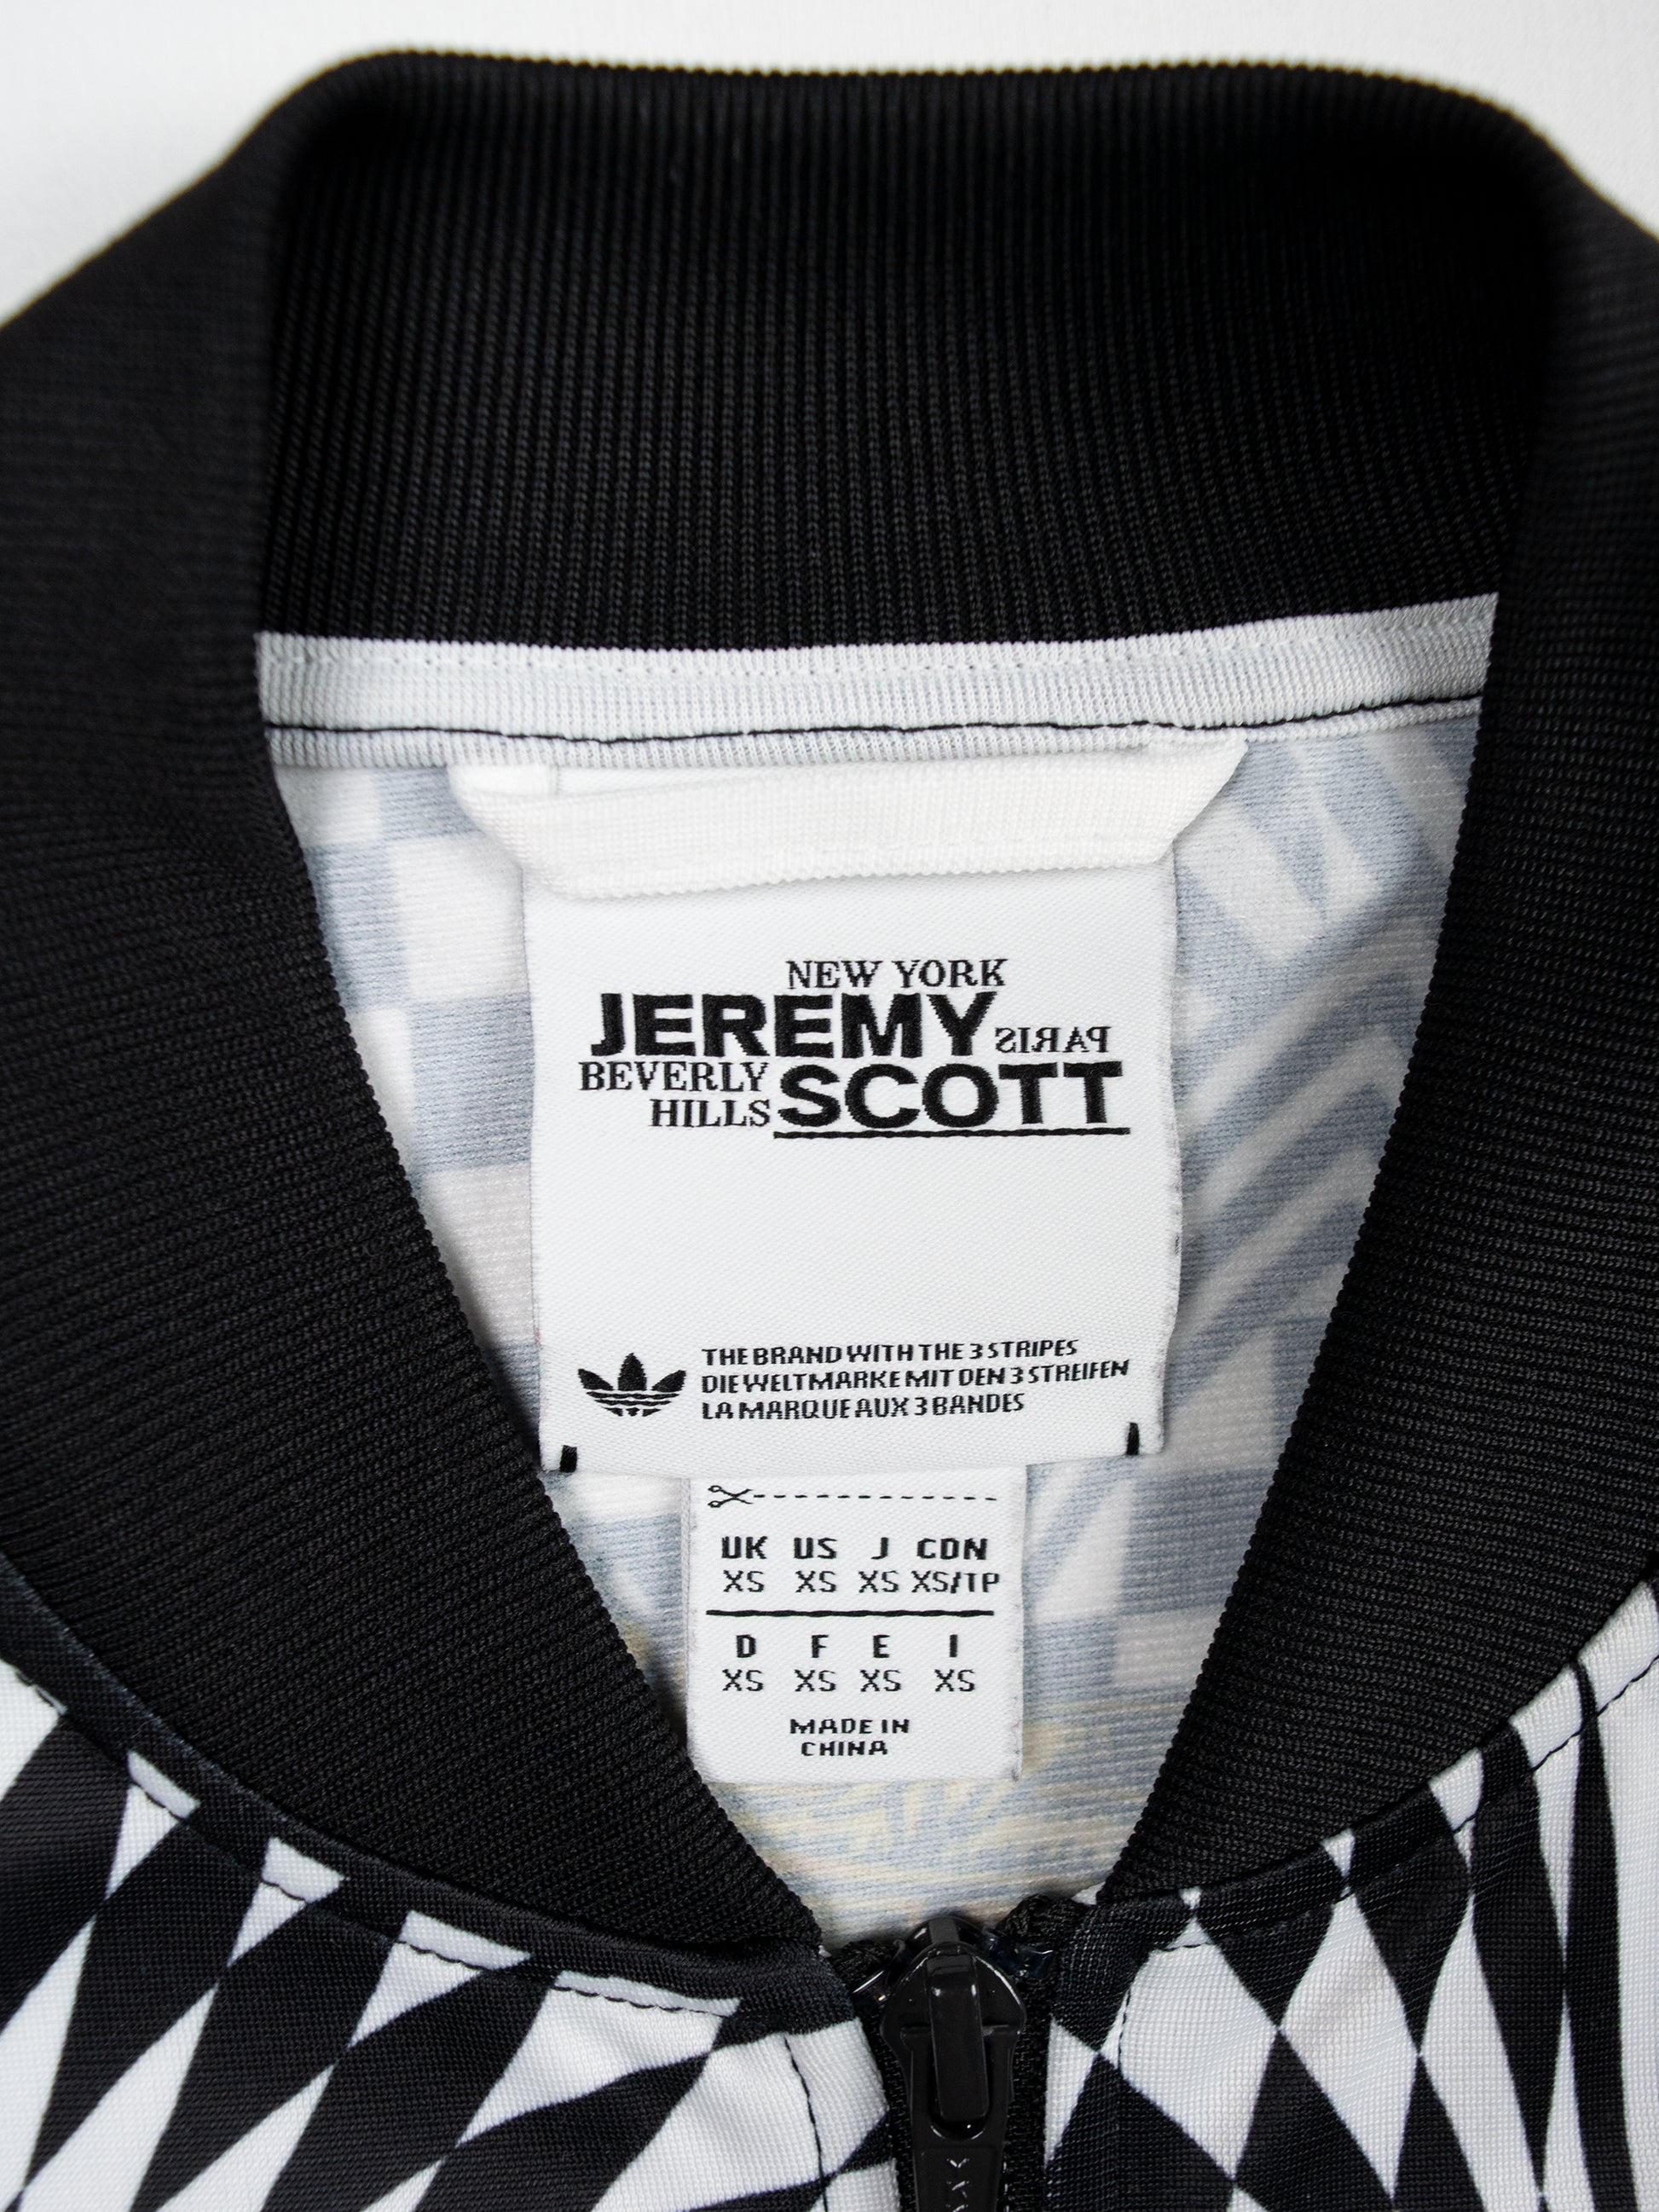 NEW YORK
JEREMY PARIS
BEVERLY SCOTT
HILLS
THE BRAND WITH THE 3 STRIPES
DIE WELTMARKE MIT DEN 3 STREIFEN
LA MARQUE AUX 3 BANDES
UK US J CDN
XS XS XS XS/TP
D F E I
XS XS XS XS
MADE IN
CHINA